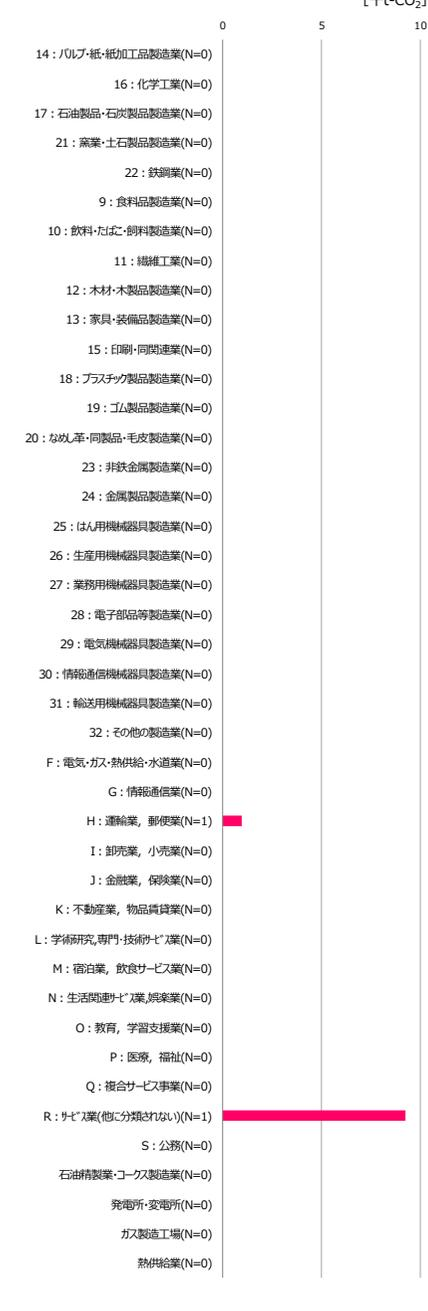 [千t-CO₂]
0 5 10
14：パルプ・紙・紙加工品製造業(N=0)
16：化学工業(N=0)
17：石油製品・石炭製品製造業(N=0)
21：窯業・土石製品製造業(N=0)
22：鉄鋼業(N=0)
9：食料品製造業(N=0)
10：飲料・たばこ・飼料製造業(N=0)
11：繊維工業(N=0)
12：木材・木製品製造業(N=0)
13：家具・装備品製造業(N=0)
15：印刷・同関連業(N=0)
18：プラスチック製品製造業(N=0)
19：ゴム製品製造業(N=0)
20：なめし革・同製品・毛皮製造業(N=0)
23：非鉄金属製造業(N=0)
24：金属製品製造業(N=0)
25：はん用機械器具製造業(N=0)
26：生産用機械器具製造業(N=0)
27：業務用機械器具製造業(N=0)
28：電子部品等製造業(N=0)
29：電気機械器具製造業(N=0)
30：情報通信機械器具製造業(N=0)
31：輸送用機械器具製造業(N=0)
32：その他の製造業(N=0)
F：電気・ガス・熱供給・水道業(N=0)
G：情報通信業(N=0)
H：運輸業，郵便業(N=1)
I：卸売業，小売業(N=0)
J：金融業，保険業(N=0)
K：不動産業，物品賃貸業(N=0)
L：学術研究,専門・技術ｻｰﾋﾞｽ業(N=0)
M：宿泊業，飲食サービス業(N=0)
N：生活関連ｻｰﾋﾞｽ業,娯楽業(N=0)
O：教育，学習支援業(N=0)
P：医療，福祉(N=0)
Q：複合サービス事業(N=0)
R：ｻｰﾋﾞｽ業(他に分類されない)(N=1)
S：公務(N=0)
石油精製業・コークス製造業(N=0)
発電所・変電所(N=0)
ガス製造工場(N=0)
熱供給業(N=0)